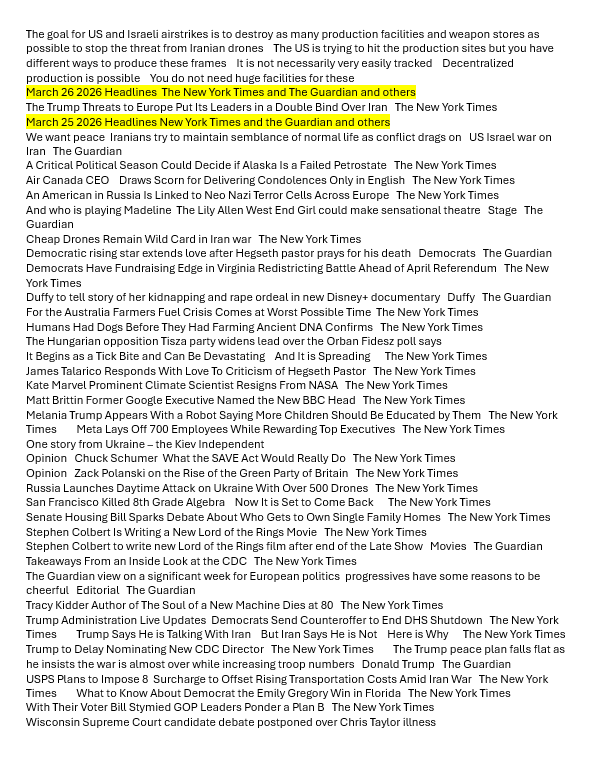 The goal for US and Israeli airstrikes is to destroy as many production facilities and weapon stores as
possible to stop the threat from Iranian drones The US is trying to hit the production sites but you have
different ways to produce these frames It is not necessarily very easily tracked Decentralized
production is possible You do not need huge facilities for these
March 26 2026 Headlines The New York Times and The Guardian and others
The Trump Threats to Europe Put Its Leaders in a Double Bind Over Iran The New York Times
March 25 2026 Headlines New York Times and the Guardian and others
We want peace Iranians try to maintain semblance of normal life as conflict drags on US Israel war on
Iran The Guardian
A Critical Political Season Could Decide if Alaska Is a Failed Petrostate The New York Times
Air Canada CEO Draws Scorn for Delivering Condolences Only in English The New York Times
An American in Russia Is Linked to Neo Nazi Terror Cells Across Europe The New York Times
And who is playing Madeline The Lily Allen West End Girl could make sensational theatre Stage The
Guardian
Cheap Drones Remain Wild Card in Iran war The New York Times
Democratic rising star extends love after Hegseth pastor prays for his death Democrats The Guardian
Democrats Have Fundraising Edge in Virginia Redistricting Battle Ahead of April Referendum The New
York Times
Duffy to tell story of her kidnapping and rape ordeal in new Disney+ documentary Duffy The Guardian
For the Australia Farmers Fuel Crisis Comes at Worst Possible Time The New York Times
Humans Had Dogs Before They Had Farming Ancient DNA Confirms The New York Times
The Hungarian opposition Tisza party widens lead over the Orban Fidesz poll says
It Begins as a Tick Bite and Can Be Devastating And It is Spreading The New York Times
James Talarico Responds With Love To Criticism of Hegseth Pastor The New York Times
Kate Marvel Prominent Climate Scientist Resigns From NASA The New York Times
Matt Brittin Former Google Executive Named the New BBC Head The New York Times
Melania Trump Appears With a Robot Saying More Children Should Be Educated by Them The New York
Times Meta Lays Off 700 Employees While Rewarding Top Executives The New York Times
One story from Ukraine – the Kiev Independent
Opinion Chuck Schumer What the SAVE Act Would Really Do The New York Times
Opinion Zack Polanski on the Rise of the Green Party of Britain The New York Times
Russia Launches Daytime Attack on Ukraine With Over 500 Drones The New York Times
San Francisco Killed 8th Grade Algebra Now It is Set to Come Back The New York Times
Senate Housing Bill Sparks Debate About Who Gets to Own Single Family Homes The New York Times
Stephen Colbert Is Writing a New Lord of the Rings Movie The New York Times
Stephen Colbert to write new Lord of the Rings film after end of the Late Show Movies The Guardian
Takeaways From an Inside Look at the CDC The New York Times
The Guardian view on a significant week for European politics progressives have some reasons to be
cheerful Editorial The Guardian
Tracy Kidder Author of The Soul of a New Machine Dies at 80 The New York Times
Trump Administration Live Updates Democrats Send Counteroffer to End DHS Shutdown The New York
Times Trump Says He is Talking With Iran But Iran Says He is Not Here is Why The New York Times
Trump to Delay Nominating New CDC Director The New York Times The Trump peace plan falls flat as
he insists the war is almost over while increasing troop numbers Donald Trump The Guardian
USPS Plans to Impose 8 Surcharge to Offset Rising Transportation Costs Amid Iran War The New York
Times What to Know About Democrat the Emily Gregory Win in Florida The New York Times
With Their Voter Bill Stymied GOP Leaders Ponder a Plan B The New York Times
Wisconsin Supreme Court candidate debate postponed over Chris Taylor illness